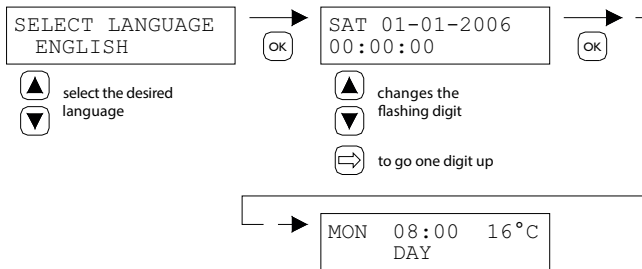 SELECT LANGUAGE
ENGLISH
OK
SAT 01-01-2006
00:00:00
OK
select the desired
language
changes the
flashing digit
to go one digit up
MON 08:00 16°C
DAY